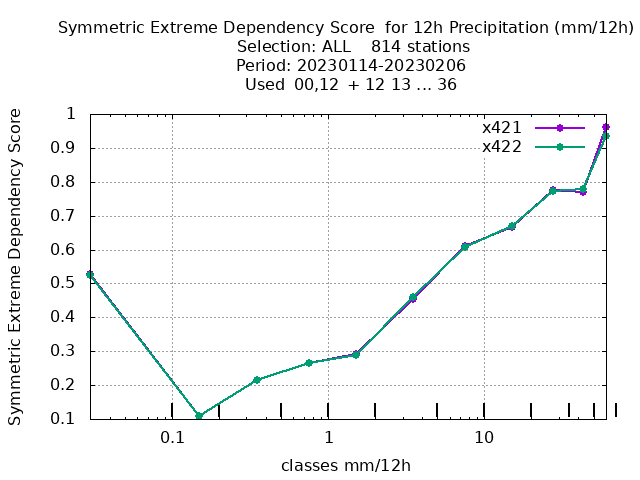 Symmetric Extreme Dependency Score  for 12h Precipitation (mm/12h)
Selection: ALL    814 stations
Period: 20230114-20230206
Used  00,12  + 12 13 ... 36
Symmetric Extreme Dependency Score
1
0.9
0.8
0.7
0.6
0.5
0.4
0.3
0.2
0.1
x421
x422
0.1 1 10
classes mm/12h